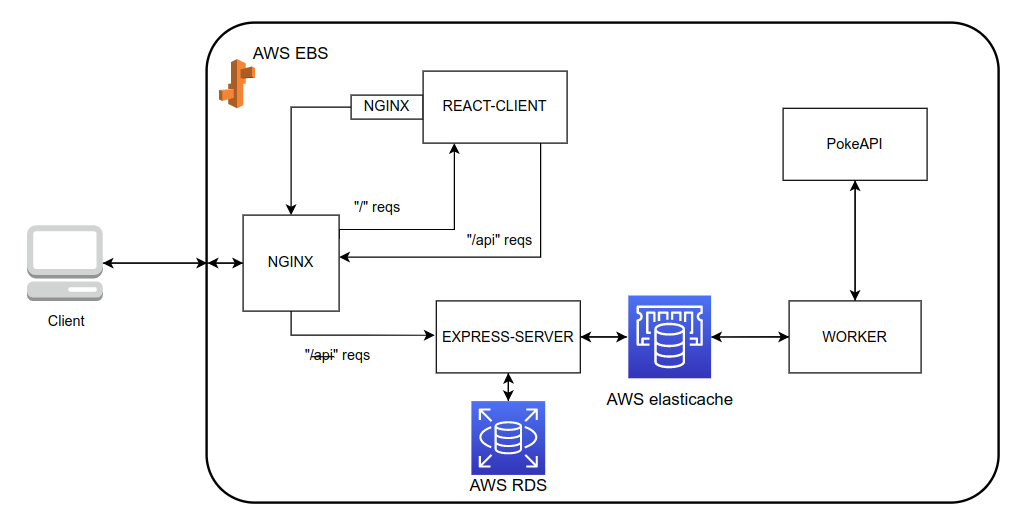 AWS EBS
NGINX
REACT-CLIENT
PokeAPI
"/" reqs
"/api" reqs
NGINX
Client
EXPRESS-SERVER
WORKER
"/api" reqs
AWS elasticache
AWS RDS